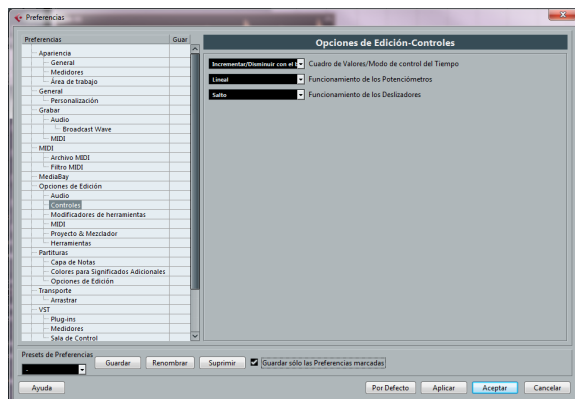 Preferencias
Preferencias Guar
Opciones de Edición-Controles
Apariencia
General
Medidores
Área de trabajo
General
Personalización
Grabar
Audio
Broadcast Wave
MIDI
MIDI
Archivo MIDI
Filtro MIDI
MediaBay
Opciones de Edición
Audio
Controles
Modificadores de herramientas
MIDI
Proyecto & Mezclador
Herramientas
Partituras
Capa de Notas
Colores para Significados Adicionales
Opciones de Edición
Transporte
Arrastrar
VST
Plug-ins
Medidores
Sala de Control
Incrementar/Disminuir con el Cuadro de Valores/Modo de control del Tiempo
Lineal Funcionamiento de los Potenciómetros
Salto Funcionamiento de los Deslizadores
Presets de Preferencias
- Guardar Renombrar Suprimir Guardar sólo las Preferencias marcadas
Ayuda Por Defecto Aplicar Aceptar Cancelar